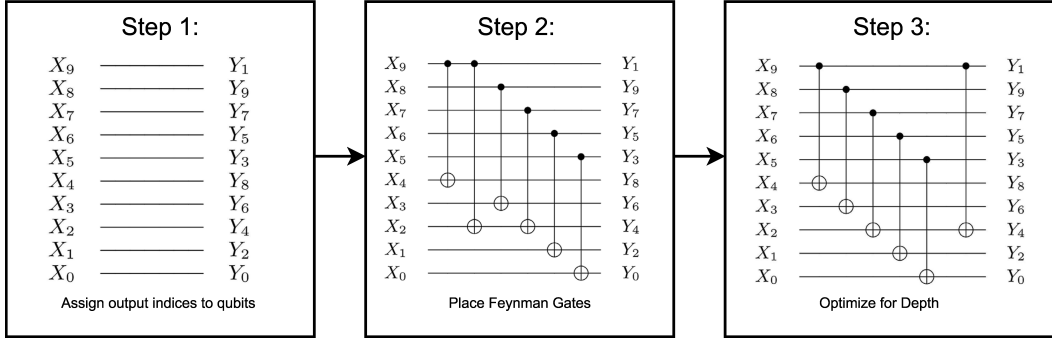 Step 1:
X₉ Y₁
X₈ Y₉
X₇ Y₇
X₆ Y₅
X₅ Y₃
X₄ Y₈
X₃ Y₆
X₂ Y₄
X₁ Y₂
X₀ Y₀
Assign output indices to qubits
Step 2:
X₉ Y₁
X₈ Y₉
X₇ Y₇
X₆ Y₅
X₅ Y₃
X₄ Y₈
X₃ Y₆
X₂ Y₄
X₁ Y₂
X₀ Y₀
Place Feynman Gates
Step 3:
X₉ Y₁
X₈ Y₉
X₇ Y₇
X₆ Y₅
X₅ Y₃
X₄ Y₈
X₃ Y₆
X₂ Y₄
X₁ Y₂
X₀ Y₀
Optimize for Depth